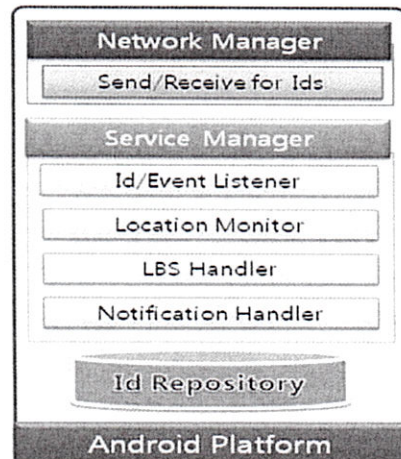 Network Manager
Send/Receive for Ids
Service Manager
Id/Event Listener
Location Monitor
LBS Handler
Notification Handler
Id Repository
Android Platform